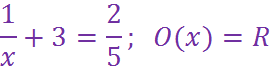 1/x + 3 = 2/5; O(x) = R